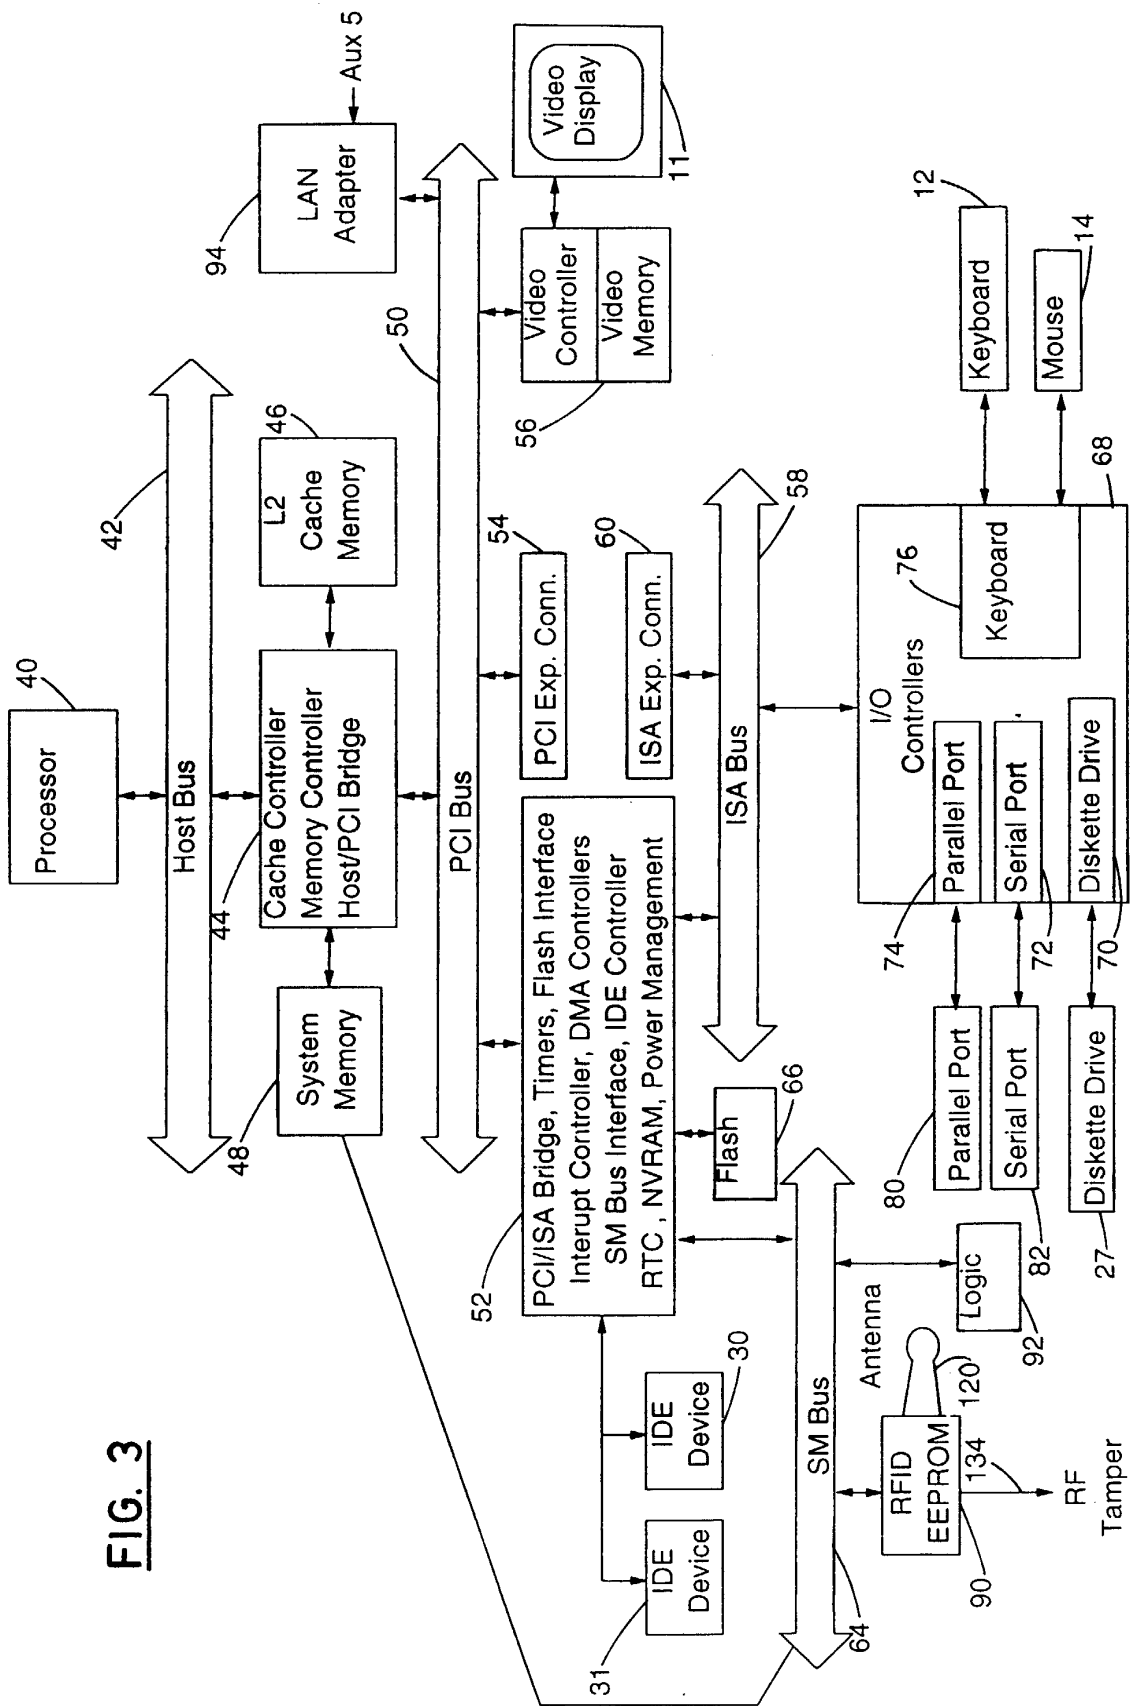 FIG. 3
Processor
40
Host Bus
42
44
Cache Controller
Memory Controller
Host/PCI Bridge
L2
Cache
Memory
46
System
Memory
48
LAN
Adapter
94
Aux 5
PCI Bus
50
PCI/ISA Bridge, Timers, Flash Interface
Interupt Controller, DMA Controllers
SM Bus Interface, IDE Controller
RTC , NVRAM, Power Management
52
PCI Exp. Conn.
54
Video
Controller
Video
Memory
56
Video
Display
11
ISA Exp. Conn.
60
IDE
Device
31
IDE
Device
30
Flash
66
ISA Bus
58
SM Bus
64
RFID
EEPROM
90
Antenna
120
134
RF
Tamper
Logic
92
I/O
Controllers
68
Parallel Port
74
Serial Port
72
Diskette Drive
70
Keyboard
76
Parallel Port
80
Serial Port
82
Diskette Drive
27
Keyboard
12
Mouse
14